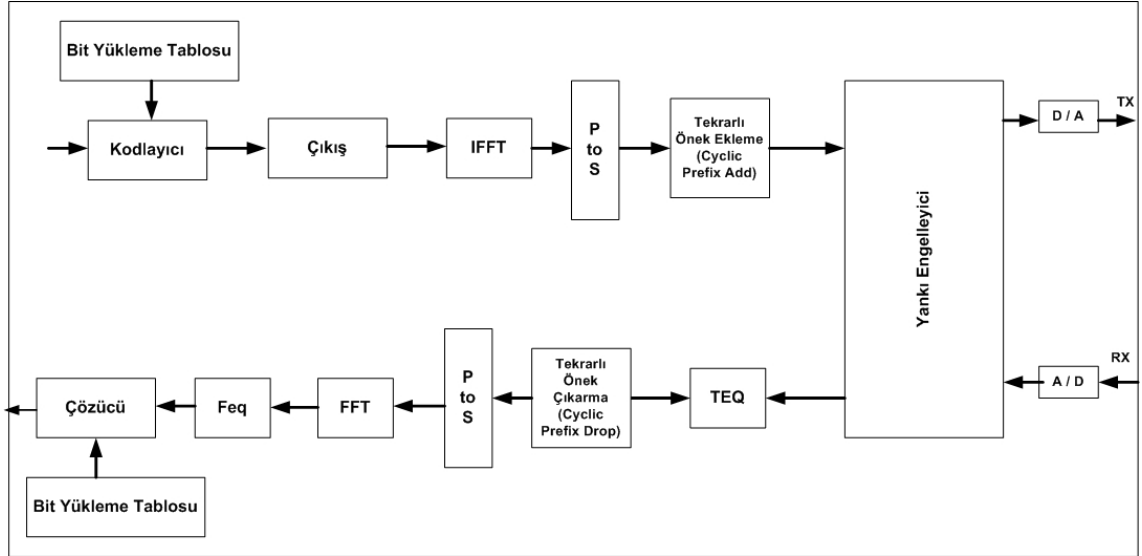 Bit Yükleme Tablosu
Kodlayıcı
Çıkış
IFFT
P
to
S
Tekrarlı
Önek Ekleme
(Cyclic
Prefix Add)
Yankı Engelleyici
D / A
TX
Çözücü
Feq
FFT
P
to
S
Tekrarlı
Önek
Çıkarma
(Cyclic
Prefix Drop)
TEQ
A / D
RX
Bit Yükleme Tablosu